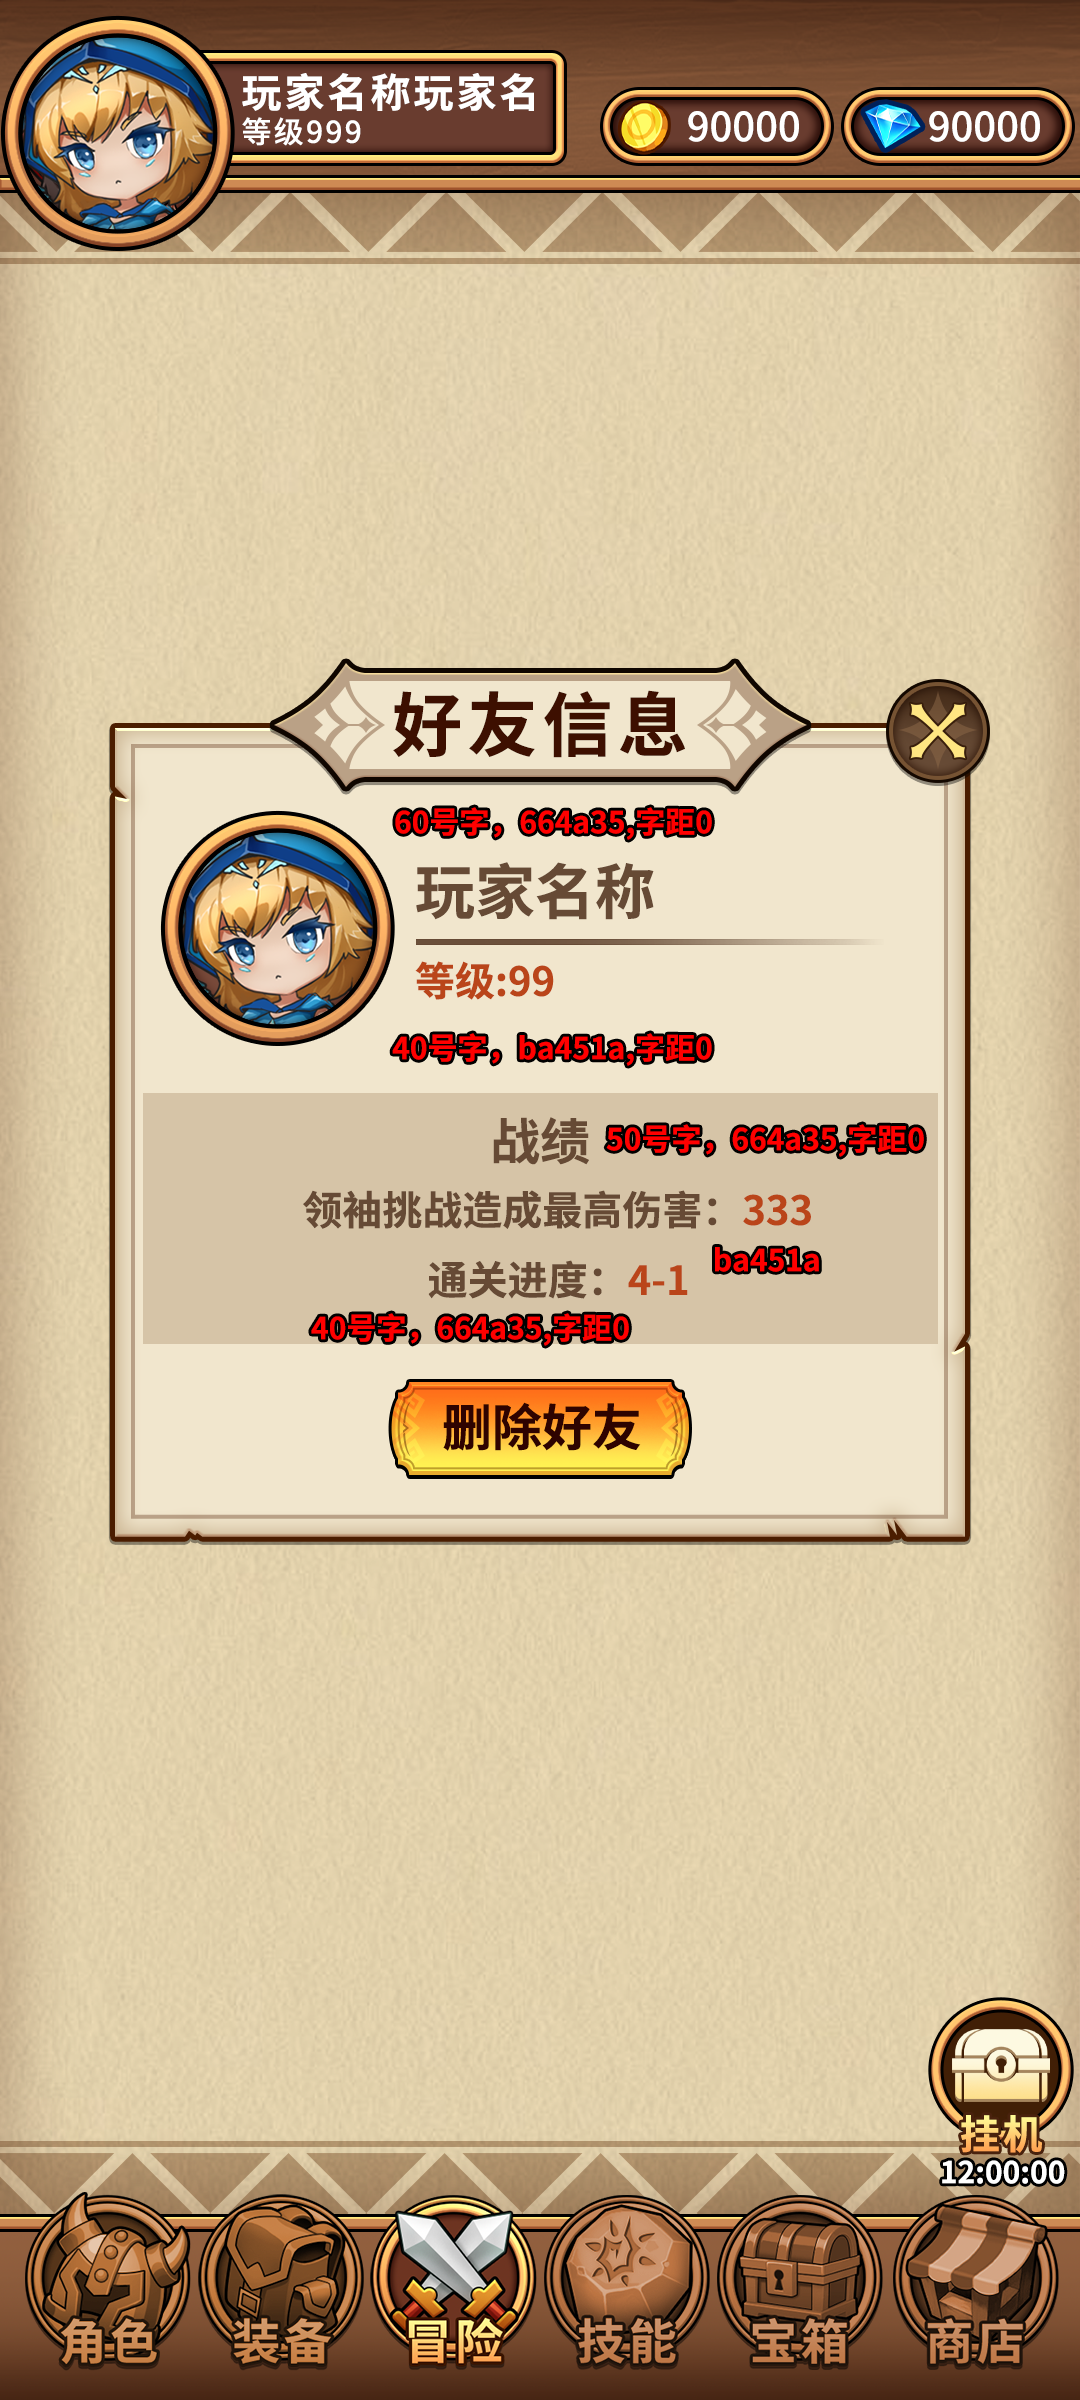 玩家名称玩家名
等级999
90000
90000
好友信息
60号字，664a35,字距0
玩家名称
等级:99
40号字，ba451a,字距0
战绩
50号字，664a35,字距0
领袖挑战造成最高伤害：333
ba451a
通关进度：4-1
40号字，664a35,字距0
删除好友
挂机
12:00:00
角色
装备
冒险
技能
宝箱
商店